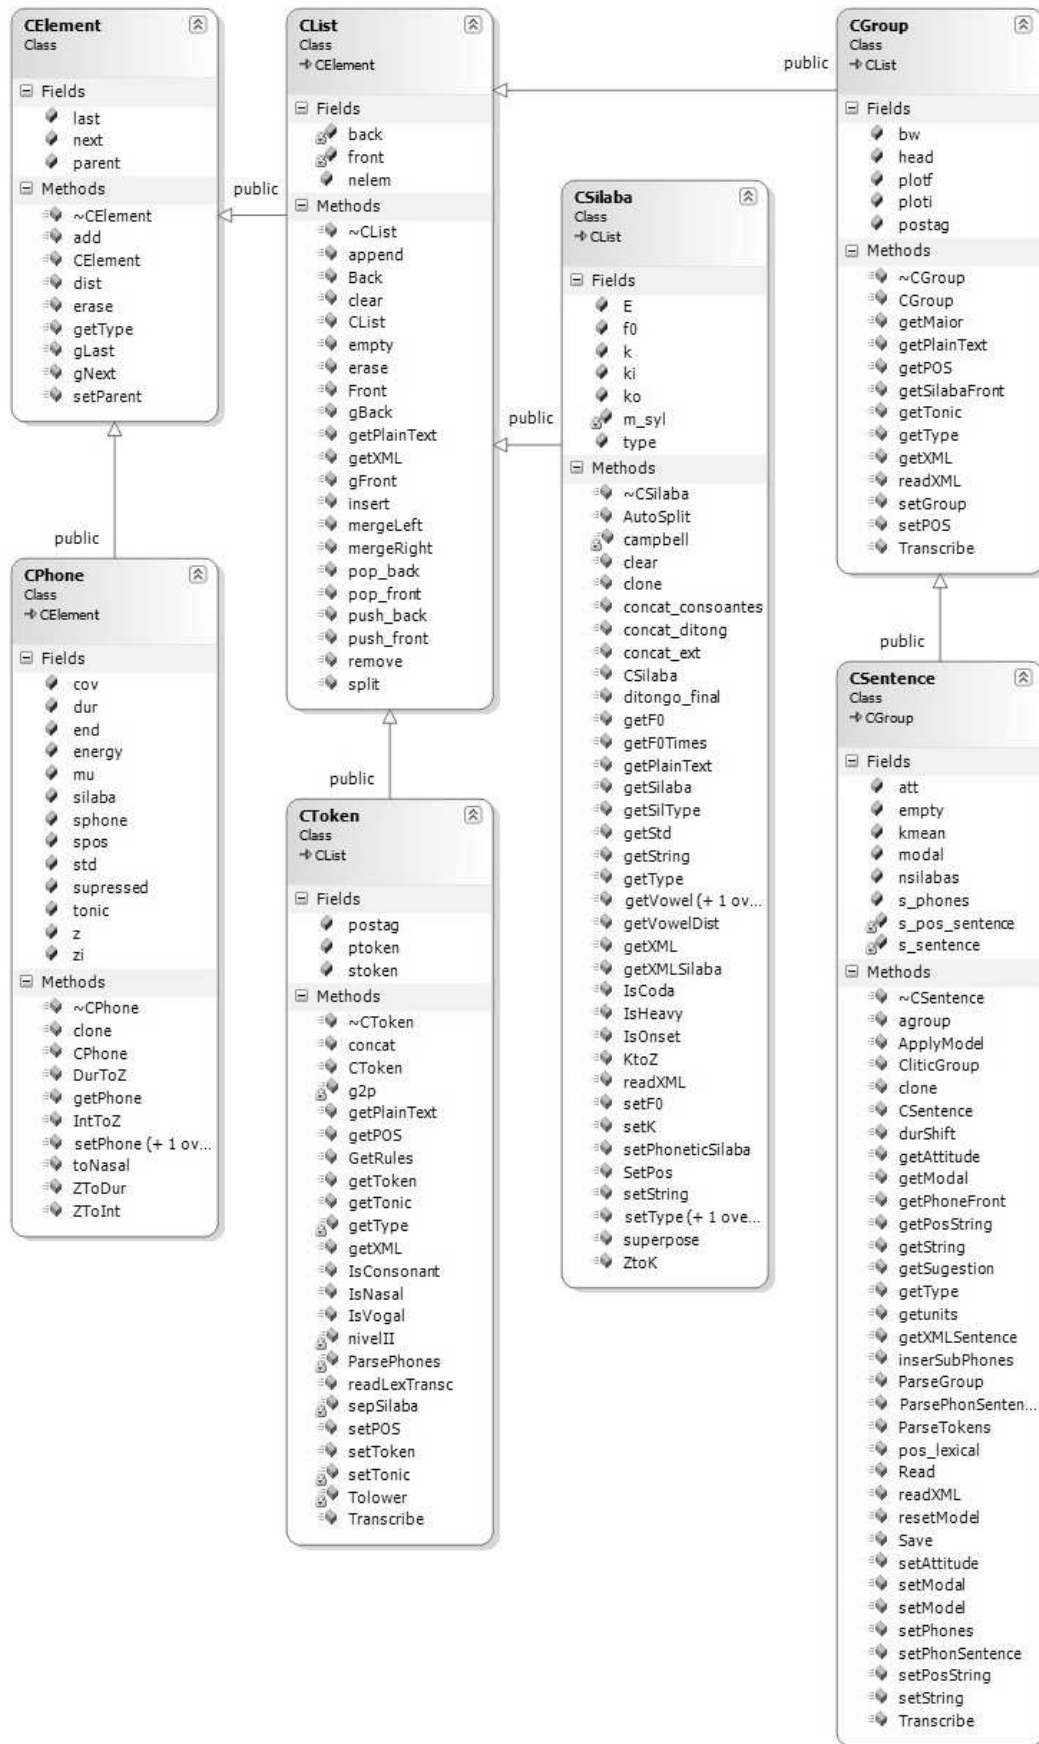 CElement
Class
Fields
last
next
parent
Methods
~CElement
add
CElement
dist
erase
getType
gLast
gNext
setParent
public
CPhone
Class
CElement
Fields
cov
dur
end
energy
mu
silaba
sphone
spos
std
supressed
tonic
z
zi
Methods
~CPhone
clone
CPhone
DurToZ
getPhone
IntToZ
setPhone (+ 1 ov...
toNasal
ZToDur
ZToInt
public
CList
Class
CElement
Fields
back
front
nelem
Methods
~CList
append
Back
clear
CList
empty
erase
Front
gBack
getPlainText
getXML
gFront
insert
mergeLeft
mergeRight
pop_back
pop_front
push_back
push_front
remove
split
public
CToken
Class
CList
Fields
postag
ptoken
stoken
Methods
~CToken
concat
CToken
g2p
getPlainText
getPOS
GetRules
getToken
getTonic
getType
getXML
IsConsonant
IsNasal
IsVogal
nivelII
ParsePhones
readLexTransc
sepSilaba
setPOS
setToken
setTonic
Tolower
Transcribe
public
CSilaba
Class
CList
Fields
E
f0
k
ki
ko
m_syl
type
Methods
~CSilaba
AutoSplit
campbell
clear
clone
concat_consoantes
concat_ditong
concat_ext
CSilaba
ditongo_final
getF0
getF0Times
getPlainText
getSilaba
getSilType
getStd
getString
getType
getVowel (+ 1 ov...
getVowelDist
getXML
getXMLSilaba
IsCoda
IsHeavy
IsOnset
KtoZ
readXML
setF0
setK
setPhoneticSilaba
SetPos
setString
setType (+ 1 ove...
superpose
ZtoK
public
CGroup
Class
CList
Fields
bw
head
plotf
ploti
postag
Methods
~CGroup
CGroup
getMaior
getPlainText
getPOS
getSilabaFront
getTonic
getType
getXML
readXML
setGroup
setPOS
Transcribe
public
CSentence
Class
CGroup
Fields
att
empty
kmean
modal
nsilabas
s_phones
s_pos_sentence
s_sentence
Methods
~CSentence
agroup
ApplyModel
CliticGroup
clone
CSentence
durShift
getAttitude
getModal
getPhoneFront
getPosString
getString
getSugestion
getType
getunits
getXMLSentence
inserSubPhones
ParseGroup
ParsePhonSenten...
ParseTokens
pos_lexical
Read
readXML
resetModel
Save
setAttitude
setModal
setModel
setPhones
setPhonSentence
setPosString
setString
Transcribe